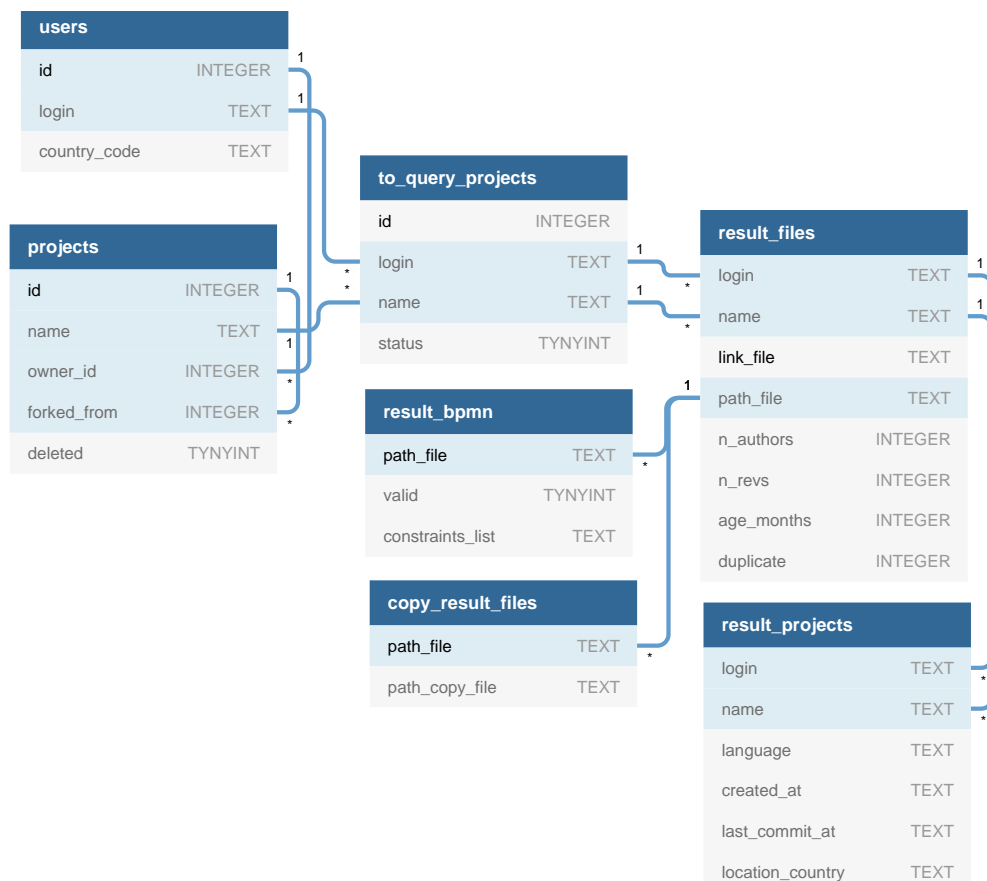 users
id INTEGER
login TEXT
country_code TEXT
1
1
projects
id INTEGER
name TEXT
owner_id INTEGER
forked_from INTEGER
deleted TYNYINT
1
1
*
*
to_query_projects
id INTEGER
login TEXT
name TEXT
status TYNYINT
*
*
1
1
result_bpmn
path_file TEXT
valid TYNYINT
constraints_list TEXT
*
copy_result_files
path_file TEXT
path_copy_file TEXT
*
result_files
login TEXT
name TEXT
link_file TEXT
path_file TEXT
n_authors INTEGER
n_revs INTEGER
age_months INTEGER
duplicate INTEGER
*
*
1
1
1
result_projects
login TEXT
name TEXT
language TEXT
created_at TEXT
last_commit_at TEXT
location_country TEXT
*
*